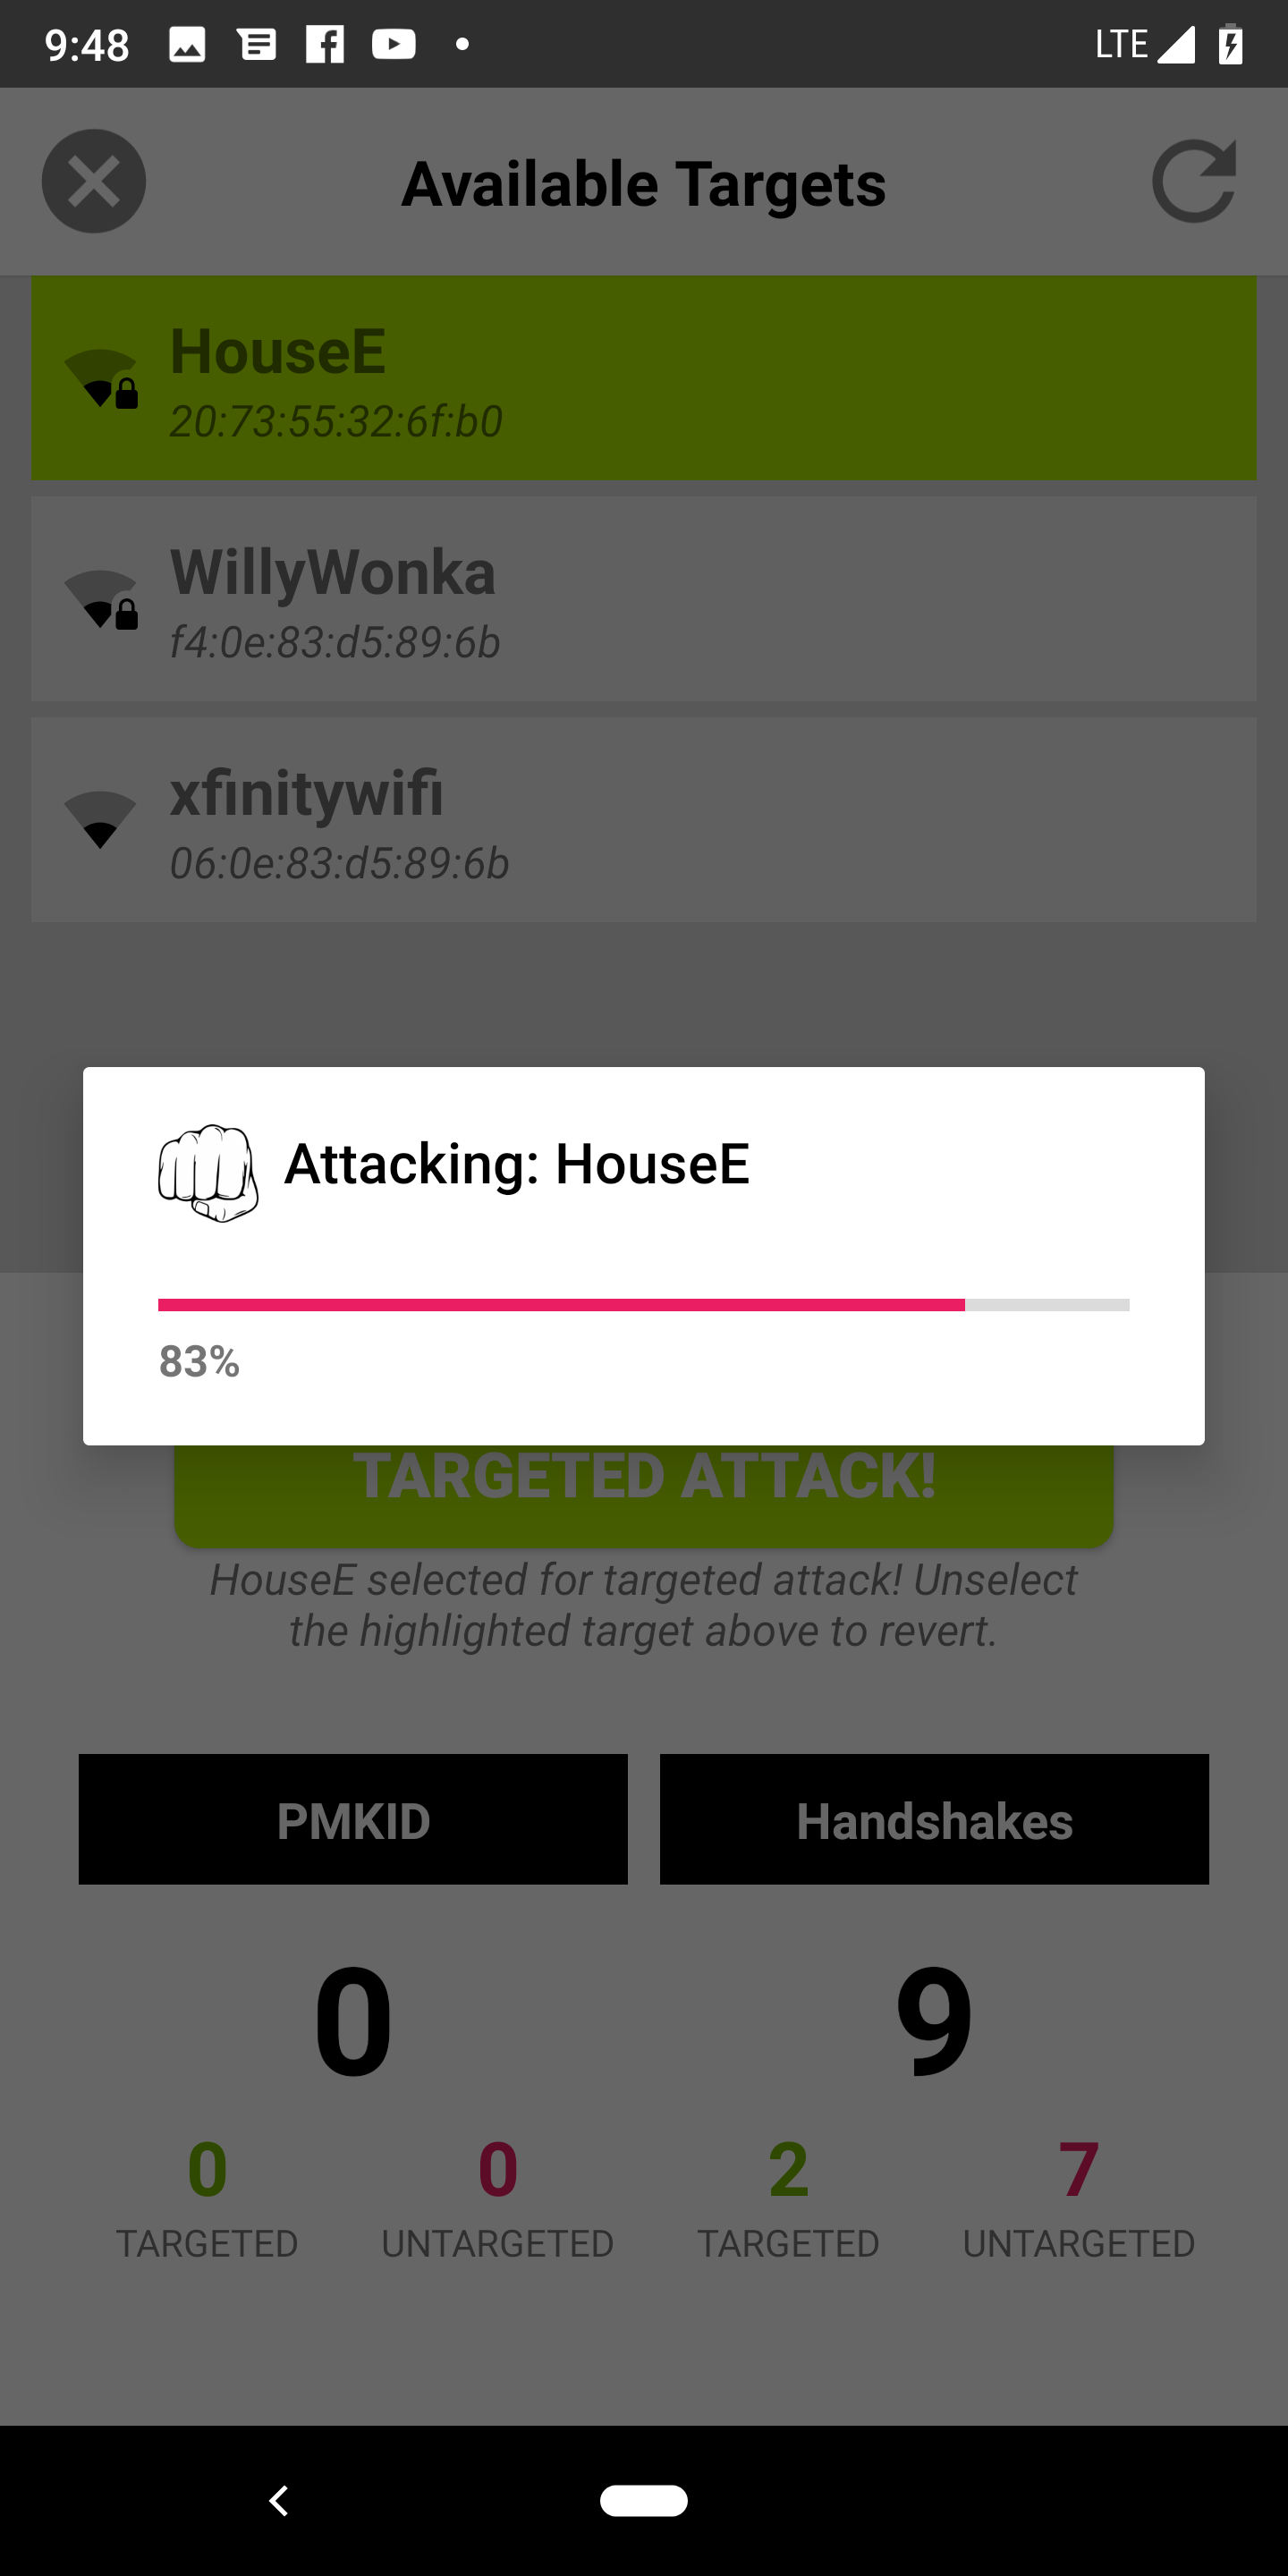 9:48 LTE
Available Targets
HouseE
20:73:55:32:6f:b0
WillyWonka
f4:0e:83:d5:89:6b
xfinitywifi
06:0e:83:d5:89:6b
Attacking: HouseE
83%
TARGETED ATTACK!
HouseE selected for targeted attack! Unselect
the highlighted target above to revert.
PMKID Handshakes
0 9
0 0 2 7
TARGETED UNTARGETED TARGETED UNTARGETED